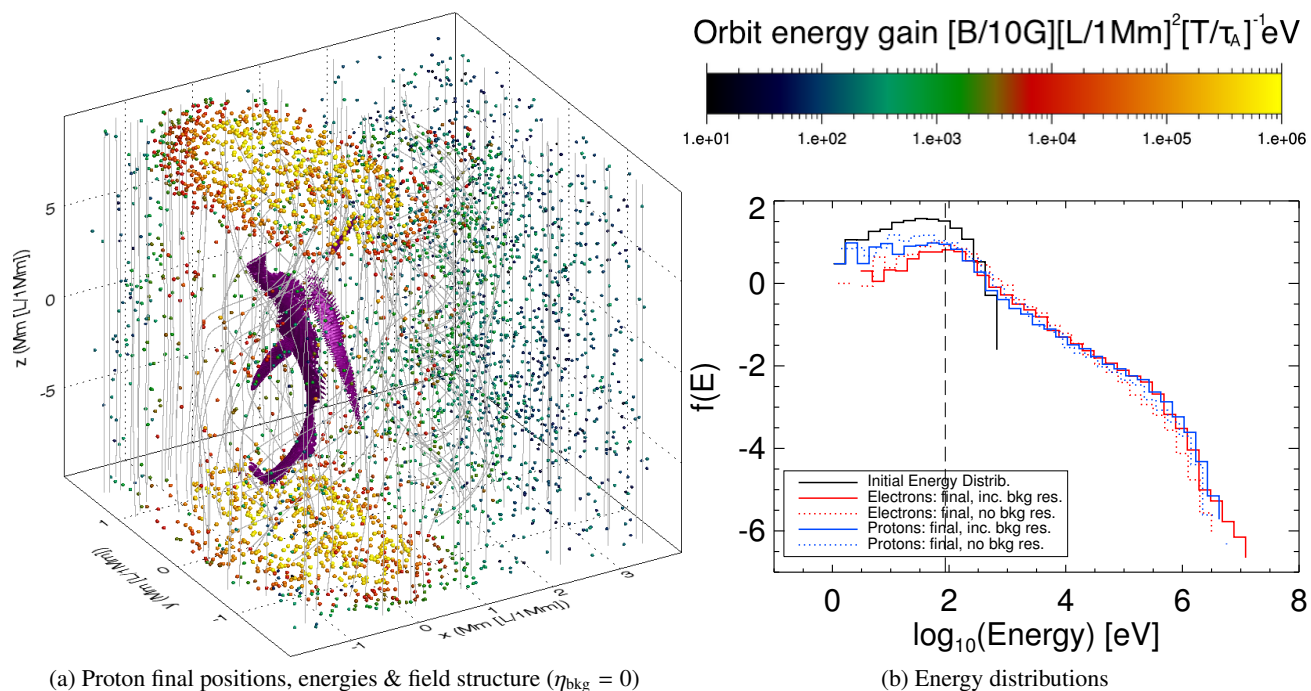 Orbit energy gain [B/10G][L/1Mm]²[T/τ_A]⁻¹eV
1.e+01 1.e+02 1.e+03 1.e+04 1.e+05 1.e+06
z (Mm [L/1Mm])
5
0
-5
y (Mm [L/1Mm])
1
0
-1
x (Mm [L/1Mm])
-1
0
1
2
3
f(E)
2
0
-2
-4
-6
Initial Energy Distrib.
Electrons: final, inc. bkg res.
Electrons: final, no bkg res.
Protons: final, inc. bkg res.
Protons: final, no bkg res.
0 2 4 6 8
log₁₀(Energy) [eV]
(a) Proton final positions, energies & field structure (η_bkg = 0)
(b) Energy distributions